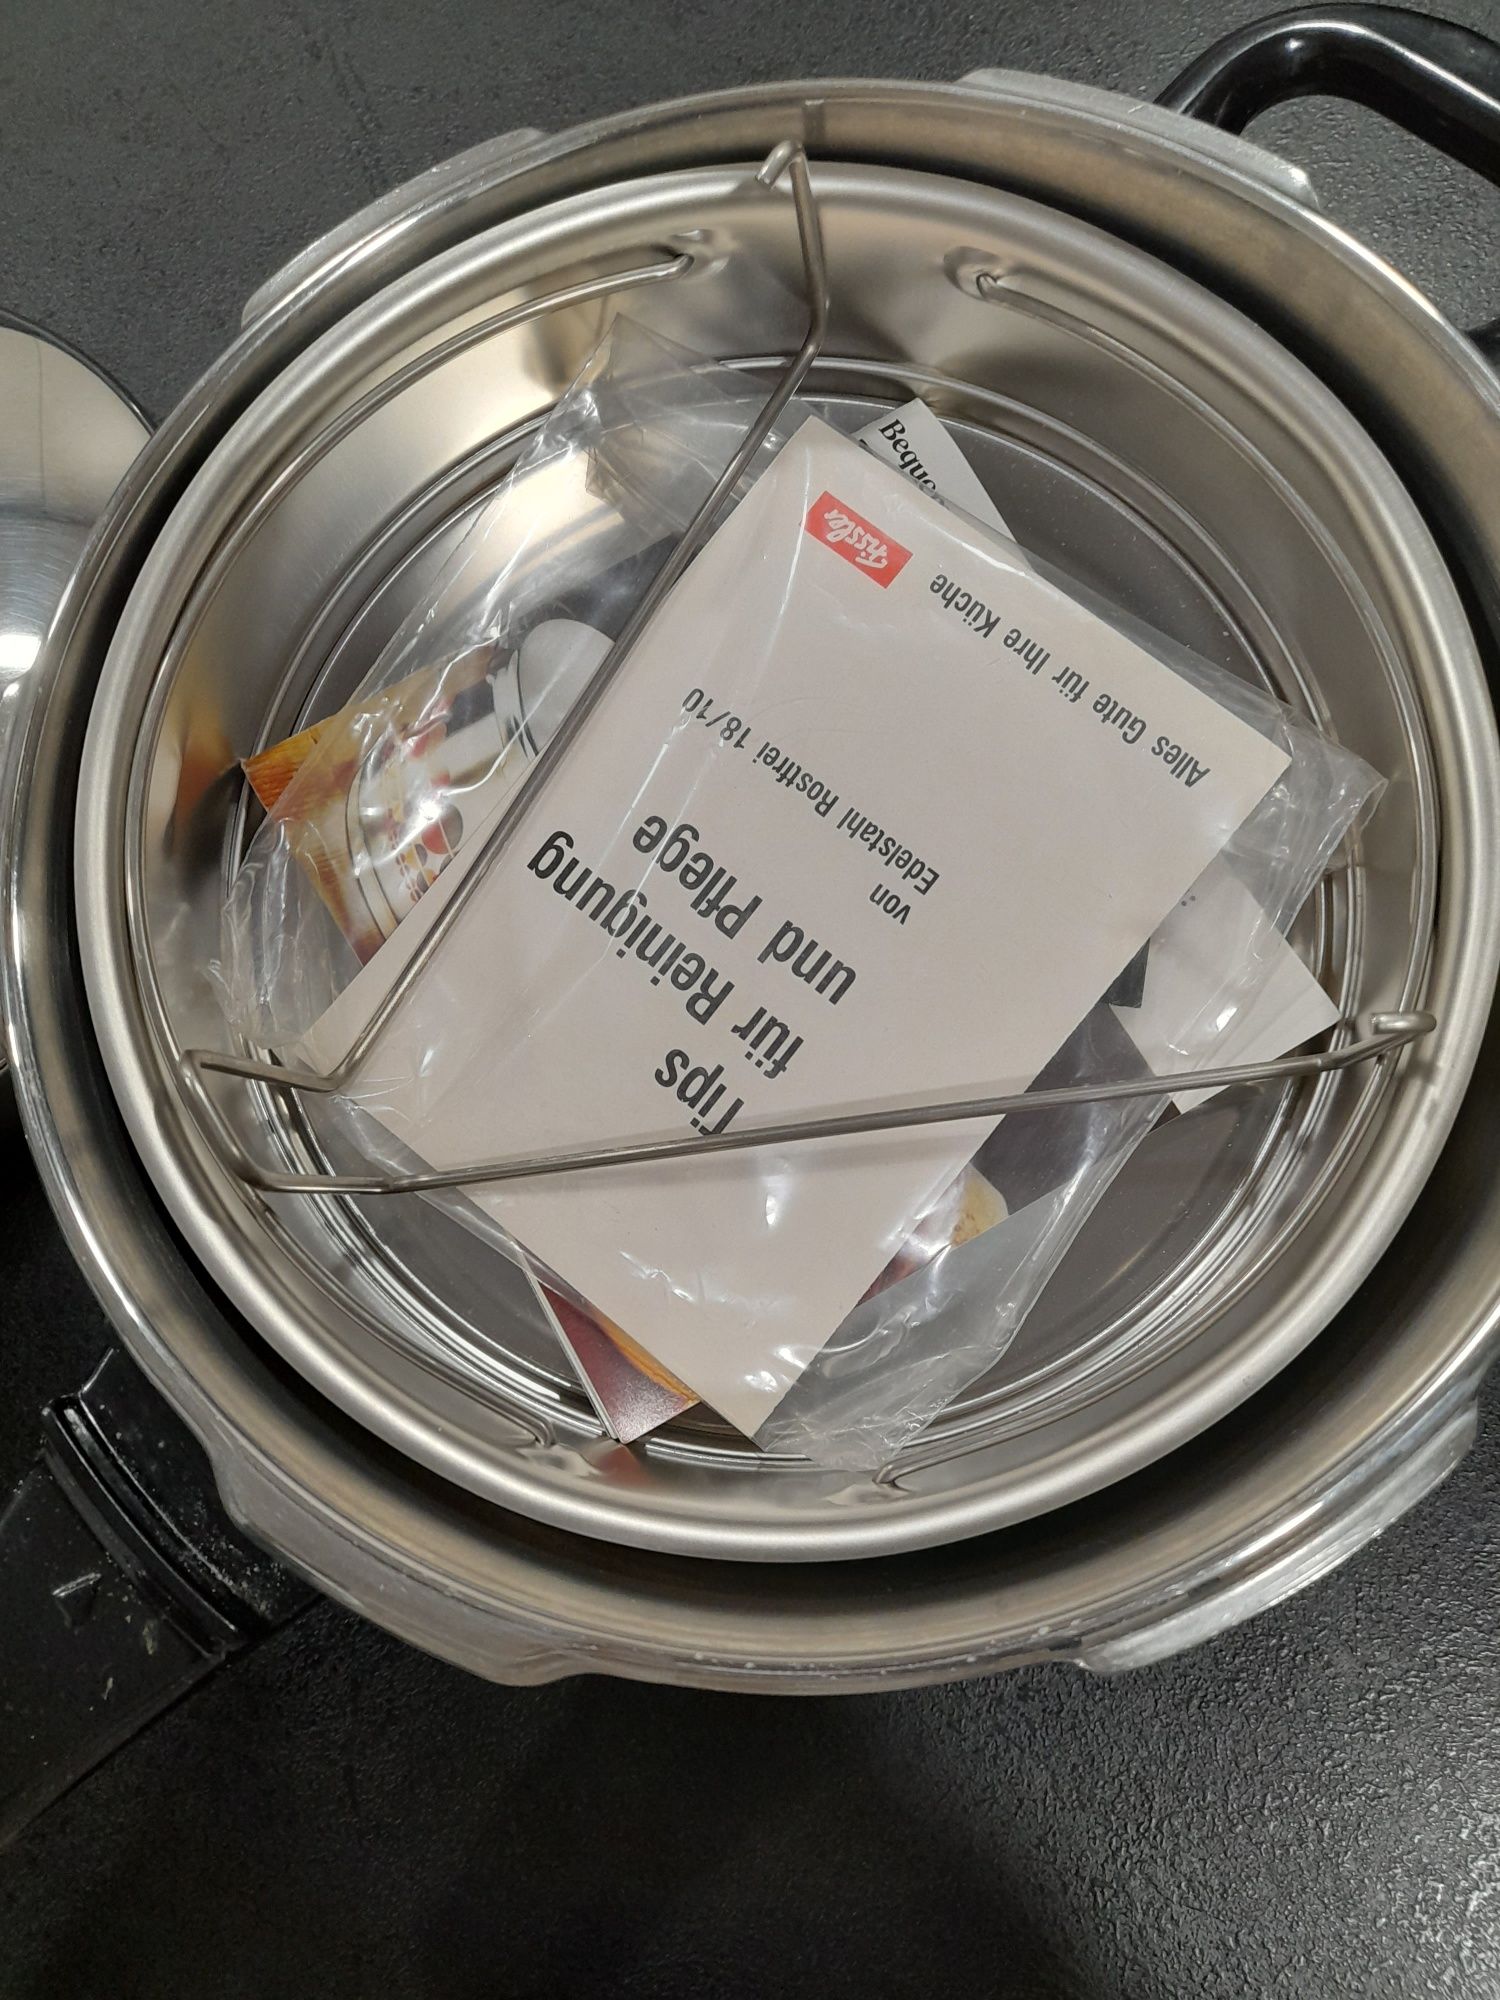 Tips
für Reinigung
und Pflege
von
Edelstahl Rostfrei 18/10
Alles Gute für Ihre Küche
Fissler